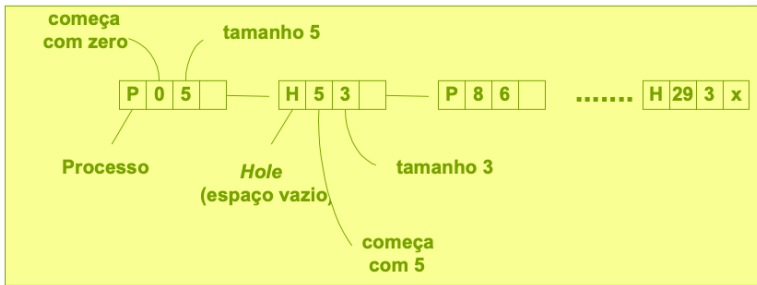 começa
com zero
tamanho 5
P 0 5 H 5 3 P 8 6 ....... H 29 3 x
Processo
Hole
(espaço vazio)
tamanho 3
começa
com 5